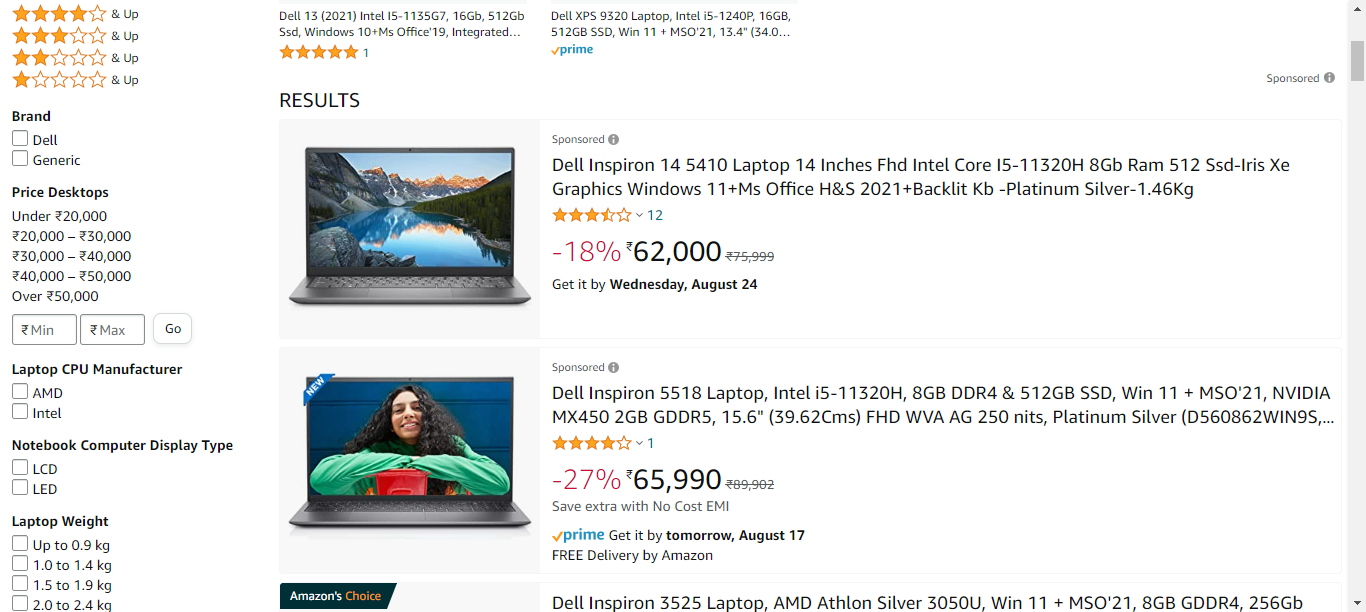 & Up
& Up
& Up
& Up
Brand
Dell
Generic
Price Desktops
Under ₹20,000
₹20,000 – ₹30,000
₹30,000 – ₹40,000
₹40,000 – ₹50,000
Over ₹50,000
₹ Min ₹ Max Go
Laptop CPU Manufacturer
AMD
Intel
Notebook Computer Display Type
LCD
LED
Laptop Weight
Up to 0.9 kg
1.0 to 1.4 kg
1.5 to 1.9 kg
2.0 to 2.4 kg
Dell 13 (2021) Intel I5-1135G7, 16Gb, 512Gb
Ssd, Windows 10+Ms Office'19, Integrated…
1
Dell XPS 9320 Laptop, Intel i5-1240P, 16GB,
512GB SSD, Win 11 + MSO'21, 13.4" (34.0…
prime
Sponsored
RESULTS
Sponsored
Dell Inspiron 14 5410 Laptop 14 Inches Fhd Intel Core I5-11320H 8Gb Ram 512 Ssd-Iris Xe
Graphics Windows 11+Ms Office H&S 2021+Backlit Kb -Platinum Silver-1.46Kg
12
-18% ₹62,000 ₹75,999
Get it by Wednesday, August 24
NEW
Sponsored
Dell Inspiron 5518 Laptop, Intel i5-11320H, 8GB DDR4 & 512GB SSD, Win 11 + MSO'21, NVIDIA
MX450 2GB GDDR5, 15.6" (39.62Cms) FHD WVA AG 250 nits, Platinum Silver (D560862WIN9S,…
1
-27% ₹65,990 ₹89,902
Save extra with No Cost EMI
prime Get it by tomorrow, August 17
FREE Delivery by Amazon
Amazon's Choice
Dell Inspiron 3525 Laptop, AMD Athlon Silver 3050U, Win 11 + MSO'21, 8GB GDDR4, 256Gb